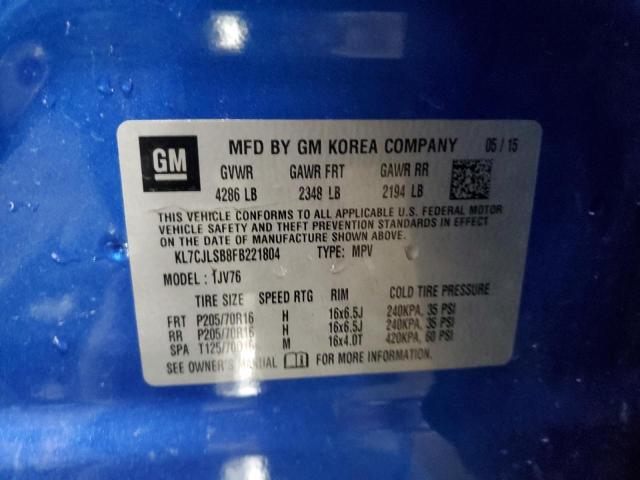 GM MFD BY GM KOREA COMPANY 05 / 15
GVWR GAWR FRT GAWR RR
4286 LB 2348 LB 2194 LB
THIS VEHICLE CONFORMS TO ALL APPLICABLE U.S. FEDERAL MOTOR
VEHICLE SAFETY AND THEFT PREVENTION STANDARDS IN EFFECT
ON THE DATE OF MANUFACTURE SHOWN ABOVE.
KL7CJLSB8FB221804 TYPE: MPV
MODEL: 1JV76
TIRE SIZE SPEED RTG RIM COLD TIRE PRESSURE
FRT P205/70R16 H 16x6.5J 240KPA, 35 PSI
RR P205/70R16 H 16x6.5J 240KPA, 35 PSI
SPA M 16x4.0T 420KPA, 60 PSI
SEE OWNER'S MANUAL FOR MORE INFORMATION.